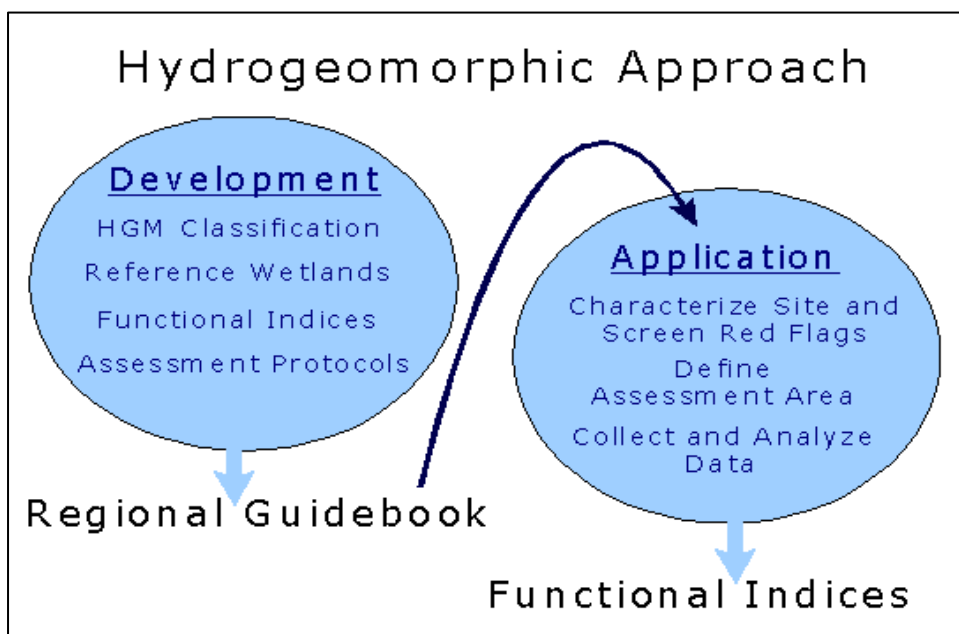 Hydrogeomorphic Approach
Development
HGM Classification
Reference Wetlands
Functional Indices
Assessment Protocols
Regional Guidebook
Application
Characterize Site and
Screen Red Flags
Define
Assessment Area
Collect and Analyze
Data
Functional Indices